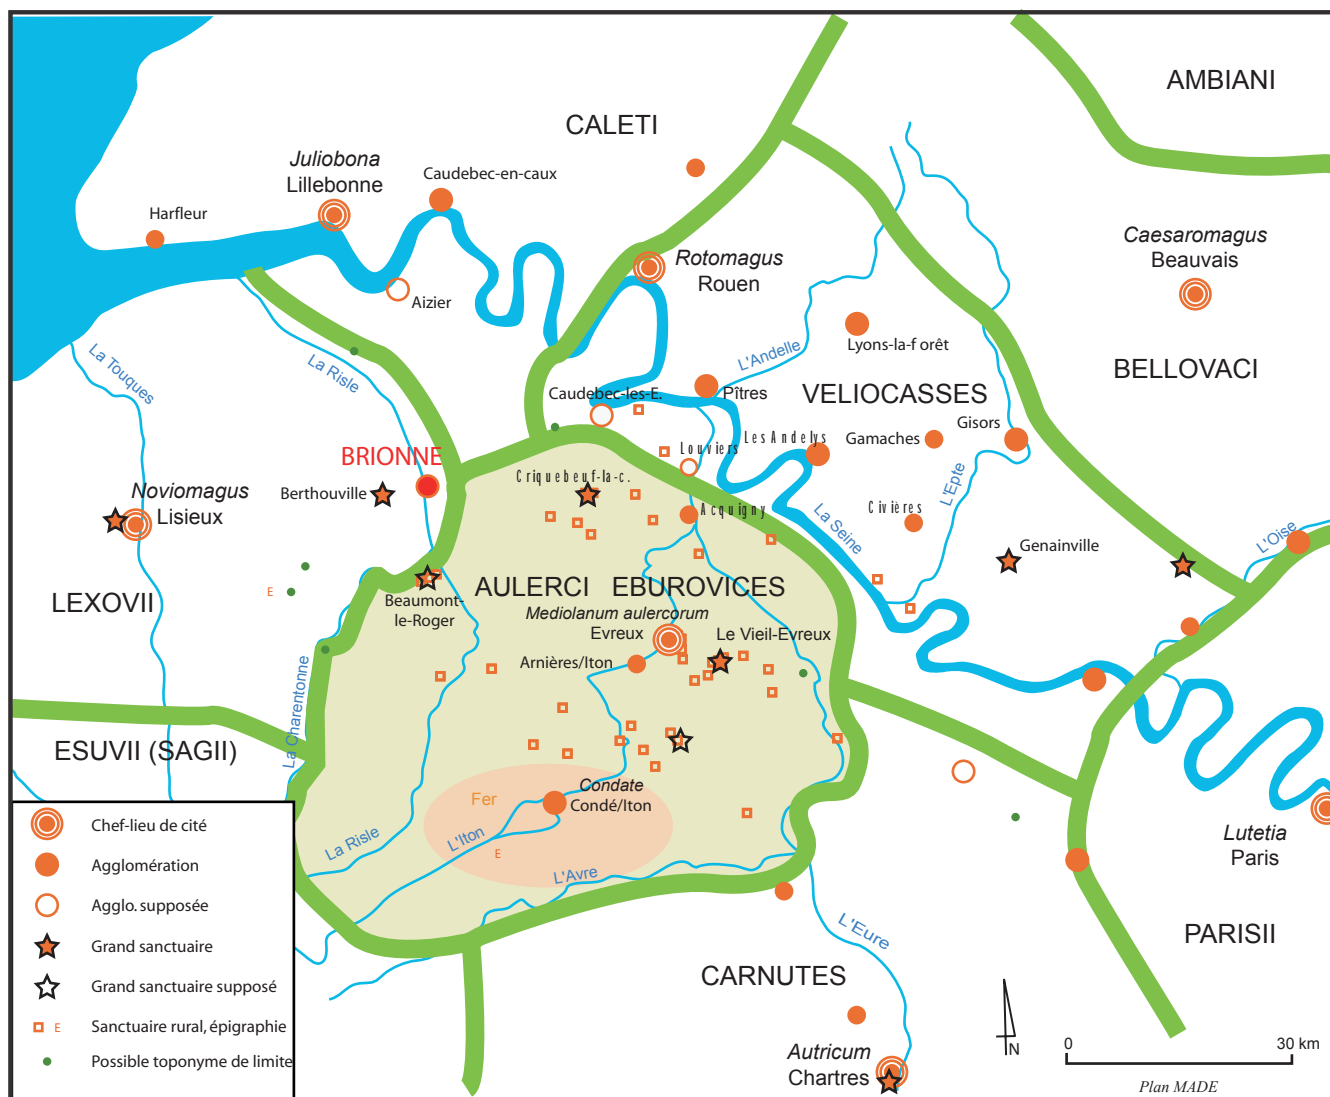 AMBIANI
CALETI
Juliobona
Lillebonne
Caudebec-en-caux
Harfleur
Caesaromagus
Beauvais
Rotomagus
Rouen
Aizier
La Touques
La Risle
L'Andelle
Lyons-la-f orêt
BELLOVACI
Caudebec-les-E.
Pîtres
VELIOCASSES
Gisors
Les Andelys
Gamaches
Louviers
BRIONNE
Criquebeuf-la-c.
L'Epte
Berthouville
Noviomagus
Lisieux
Acquigny
La Seine
Civières
L'Oise
Genainville
AULERCI EBUROVICES
LEXOVII
E
Beaumont-
le-Roger
Mediolanum aulercorum
Evreux
Le Vieil-Evreux
Arnières/Iton
La Charentonne
ESUVII (SAGII)
Condate
Condé/Iton
Fer
La Risle
L'Iton
E
L'Avre
Lutetia
Paris
L'Eure
PARISII
CARNUTES
Autricum
Chartres
Chef-lieu de cité
Agglomération
Agglo. supposée
Grand sanctuaire
Grand sanctuaire supposé
E Sanctuaire rural, épigraphie
Possible toponyme de limite
N
0 30 km
Plan MADE